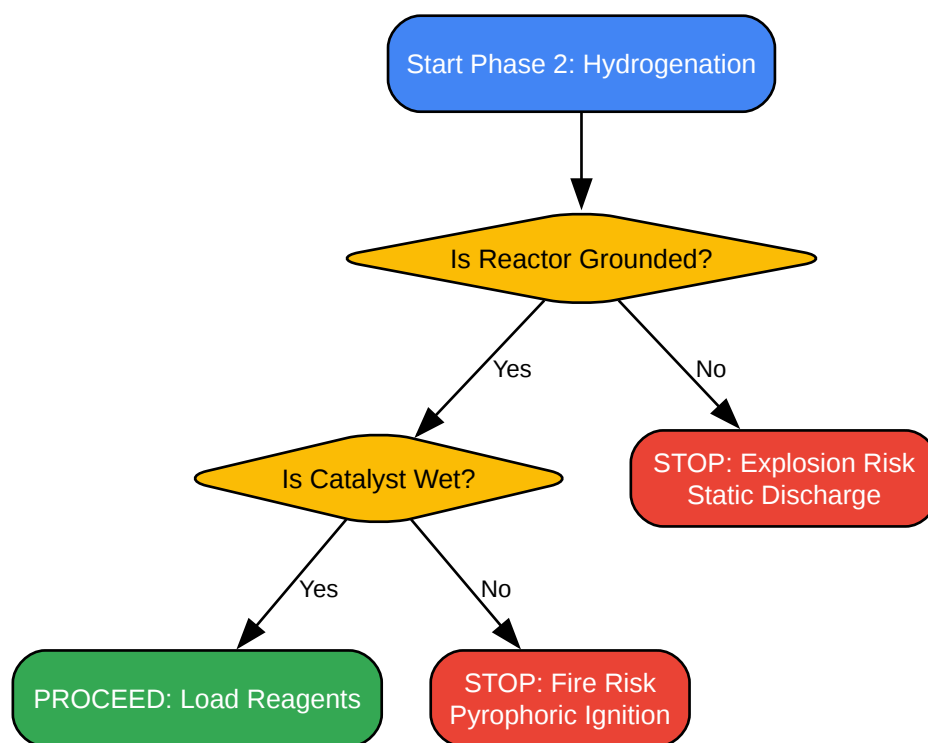 Start Phase 2: Hydrogenation
Is Reactor Grounded?
Yes
No
Is Catalyst Wet?
STOP: Explosion Risk
Static Discharge
Yes
No
PROCEED: Load Reagents
STOP: Fire Risk
Pyrophoric Ignition